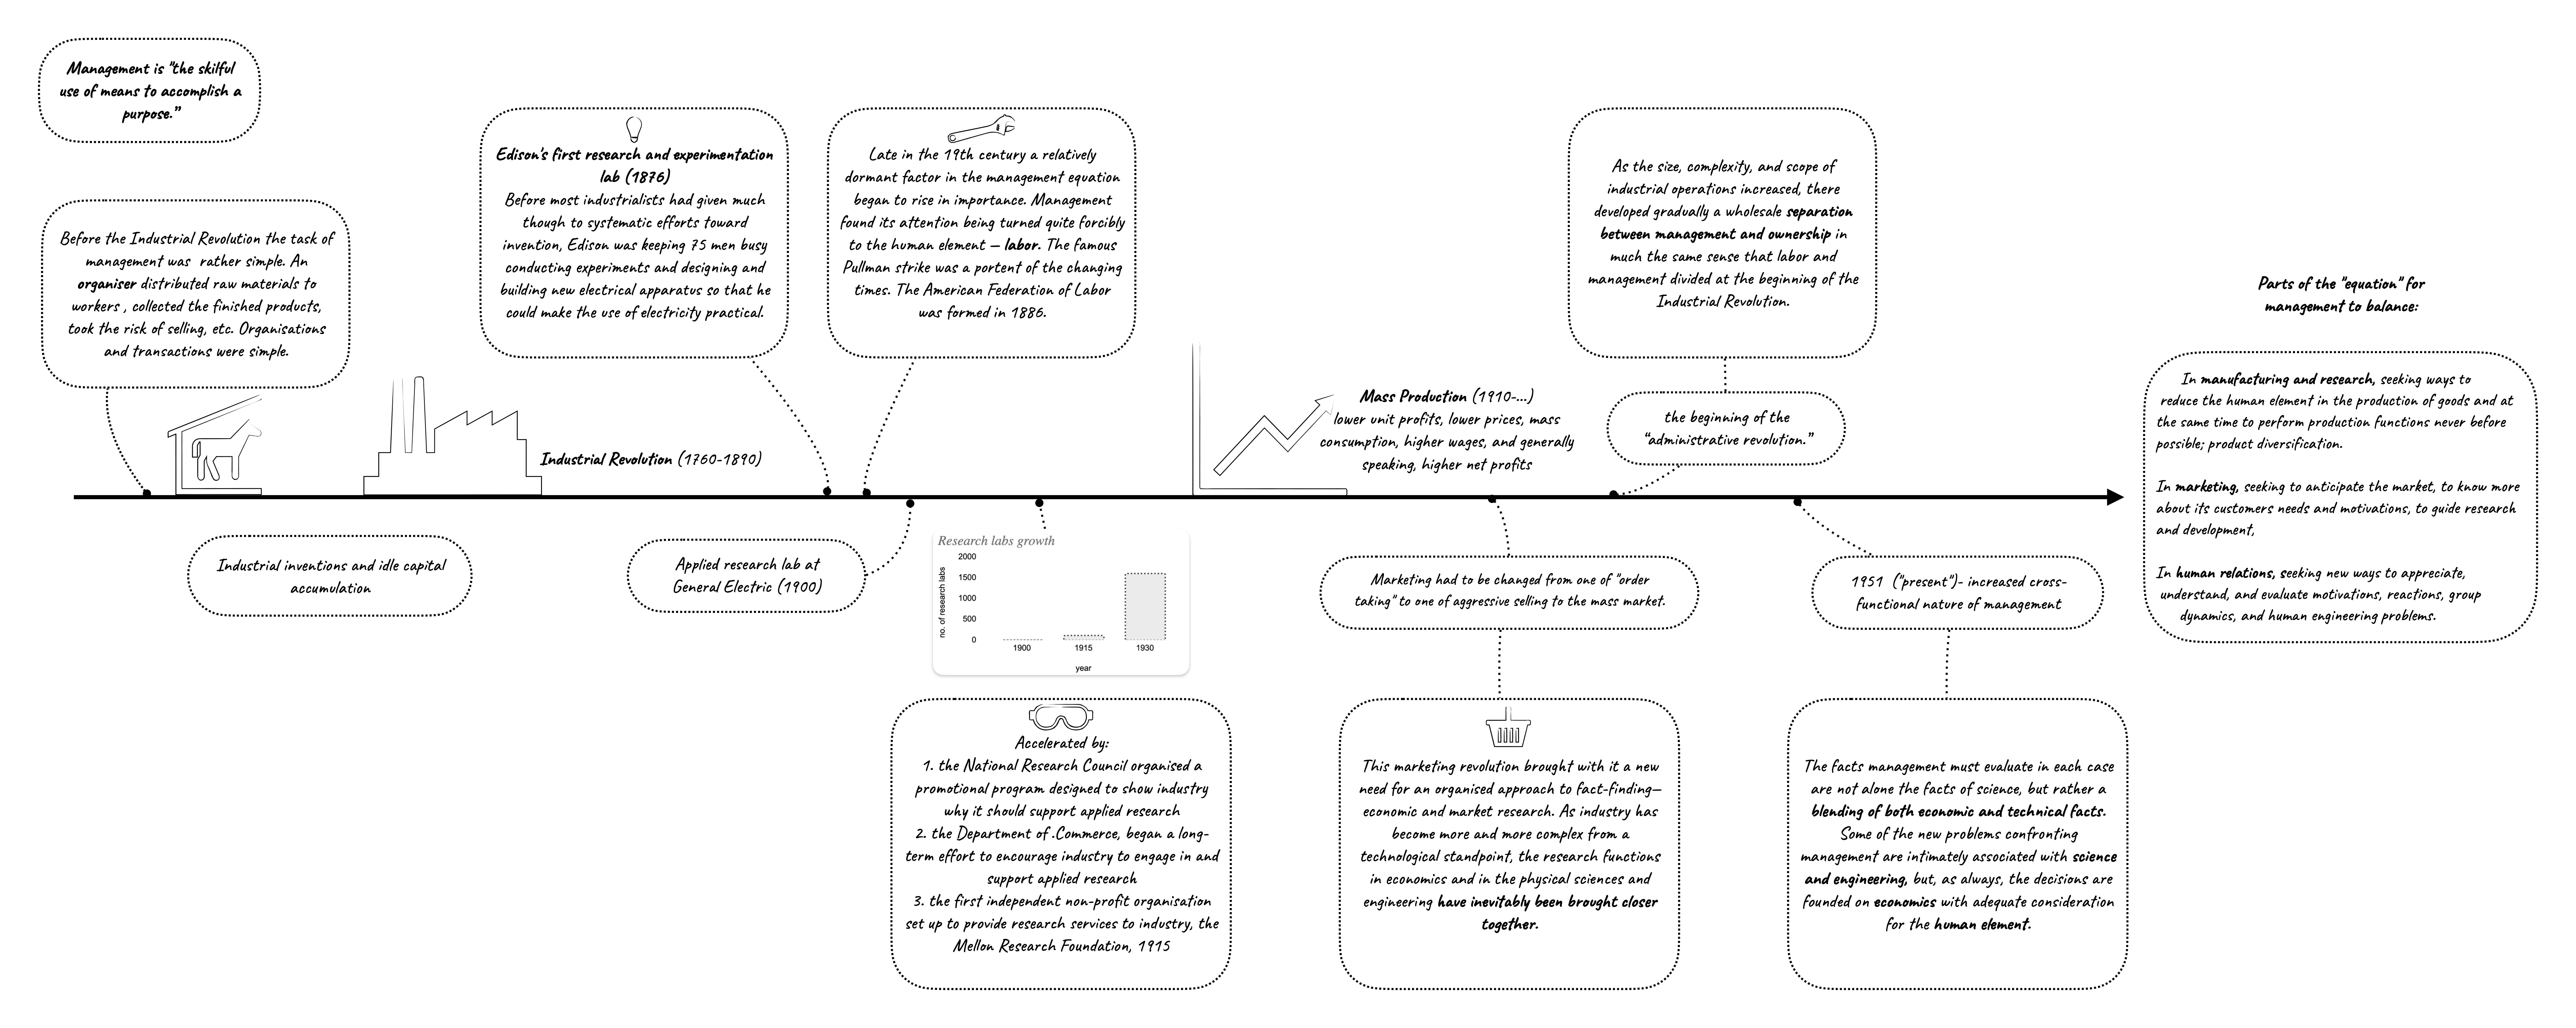 Management is "the skilful
use of means to accomplish a
purpose."
Before the Industrial Revolution the task of
management was rather simple. An
organiser distributed raw materials to
workers , collected the finished products,
took the risk of selling, etc. Organisations
and transactions were simple.
Industrial Revolution (1760-1890)
Industrial inventions and idle capital
accumulation
Edison's first research and experimentation
lab (1876)
Before most industrialists had given much
though to systematic efforts toward
invention, Edison was keeping 75 men busy
conducting experiments and designing and
building new electrical apparatus so that he
could make the use of electricity practical.
Late in the 19th century a relatively
dormant factor in the management equation
began to rise in importance. Management
found its attention being turned quite forcibly
to the human element — labor. The famous
Pullman strike was a portent of the changing
times. The American Federation of Labor
was formed in 1886.
Applied research lab at
General Electric (1900)
Research labs growth
no. of research labs
2000
1500
1000
500
0
1900
1915
1930
year
Accelerated by:
1. the National Research Council organised a
promotional program designed to show industry
why it should support applied research
2. the Department of .Commerce, began a long-
term effort to encourage industry to engage in and
support applied research
3. the first independent non-profit organisation
set up to provide research services to industry, the
Mellon Research Foundation, 1915
Mass Production (1910-...)
lower unit profits, lower prices, mass
consumption, higher wages, and generally
speaking, higher net profits
Marketing had to be changed from one of "order
taking" to one of aggressive selling to the mass market.
This marketing revolution brought with it a new
need for an organised approach to fact-finding—
economic and market research. As industry has
become more and more complex from a
technological standpoint, the research functions
in economics and in the physical sciences and
engineering have inevitably been brought closer
together.
As the size, complexity, and scope of
industrial operations increased, there
developed gradually a wholesale separation
between management and ownership in
much the same sense that labor and
management divided at the beginning of the
Industrial Revolution.
the beginning of the
"administrative revolution."
1951 ("present")- increased cross-
functional nature of management
The facts management must evaluate in each case
are not alone the facts of science, but rather a
blending of both economic and technical facts.
Some of the new problems confronting
management are intimately associated with science
and engineering, but, as always, the decisions are
founded on economics with adequate consideration
for the human element.
Parts of the "equation" for
management to balance:
In manufacturing and research, seeking ways to
reduce the human element in the production of goods and at
the same time to perform production functions never before
possible; product diversification.
In marketing, seeking to anticipate the market, to know more
about its customers needs and motivations, to guide research
and development,
In human relations, seeking new ways to appreciate,
understand, and evaluate motivations, reactions, group
dynamics, and human engineering problems.